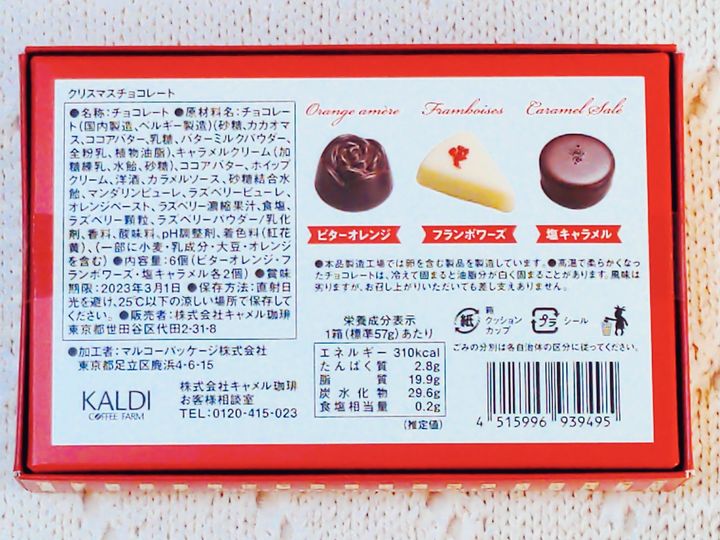 クリスマスチョコレート
●名称:チョコレート ●原材料名:チョコレー
ト(国内製造、ベルギー製造)(砂糖、カカオマ
ス、ココアバター、乳糖、バターミルクパウダー、
全粉乳、植物油脂)、キャラメルクリーム(加
糖練乳、水飴、砂糖)、ココアバター、ホイップ
クリーム、洋酒、カラメルソース、砂糖結合水
飴、マンダリンピューレ、ラズベリーピューレ、
オレンジペースト、ラズベリー濃縮果汁、食塩、
ラズベリー顆粒、ラズベリーパウダー/乳化
剤、香料、酸味料、pH調整剤、着色料(紅花
黄)、(一部に小麦・乳成分・大豆・オレンジ
を含む) ●内容量:6個(ビターオレンジ・フ
ランボワーズ・塩キャラメル各2個) ●賞味
期限:2023年3月1日 ●保存方法:直射日
光を避け、25℃以下の涼しい場所で保存して
ください。 ●販売者:株式会社キャメル珈琲
東京都世田谷区代田2-31-8
●加工者:マルコーパッケージ株式会社
東京都足立区鹿浜4-6-15
KALDI
COFFEE FARM
株式会社キャメル珈琲
お客様相談室
TEL:0120-415-023
Orange amère
Framboises
Caramel Salé
ビターオレンジ
フランボワーズ
塩キャラメル
●本品製造工場では卵を含む製品を製造しています。●高温で柔らかくなっ
たチョコレートは、冷えて固まると油脂分が白く固まることがあります。風味は
劣りますが、お召し上がりいただいても差し支えありません。
栄養成分表示
1箱(標準57g)あたり
エネルギー 310kcal
たんぱく質 2.8g
脂質 19.9g
炭水化物 29.6g
食塩相当量 0.2g
(推定値)
紙
箱
クッション
カップ
プラ
シール
ごみの分別は各自治体の区分に従ってください。
4 515996 939495